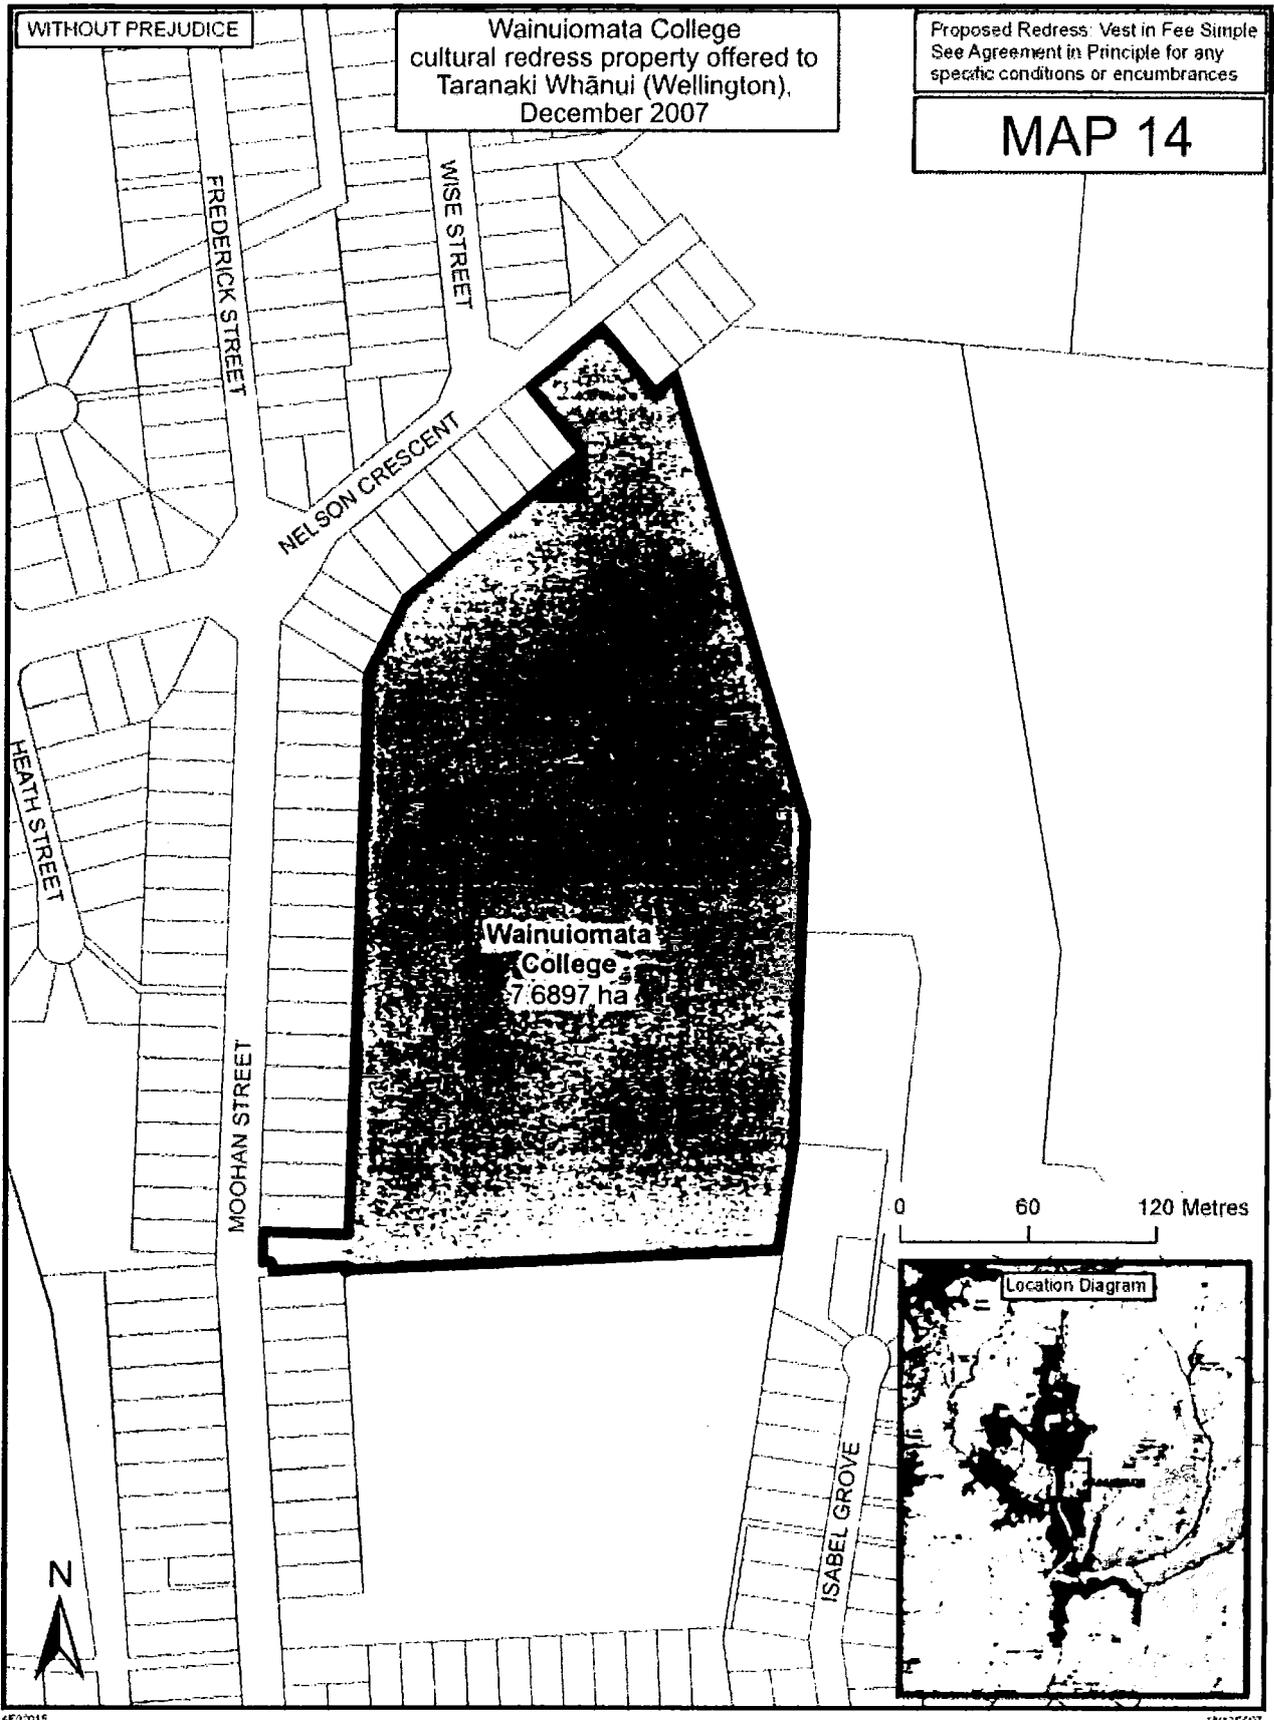 WITHOUT PREJUDICE
Wainuiomata College
cultural redress property offered to
Taranaki Whānui (Wellington),
December 2007
Proposed Redress: Vest in Fee Simple
See Agreement in Principle for any
specific conditions or encumbrances
MAP 14
FREDERICK STREET
WISE STREET
NELSON CRESCENT
HEATH STREET
Wainuiomata
College
7.6897 ha
MOOHAN STREET
0 60 120 Metres
Location Diagram
ISABEL GROVE
N